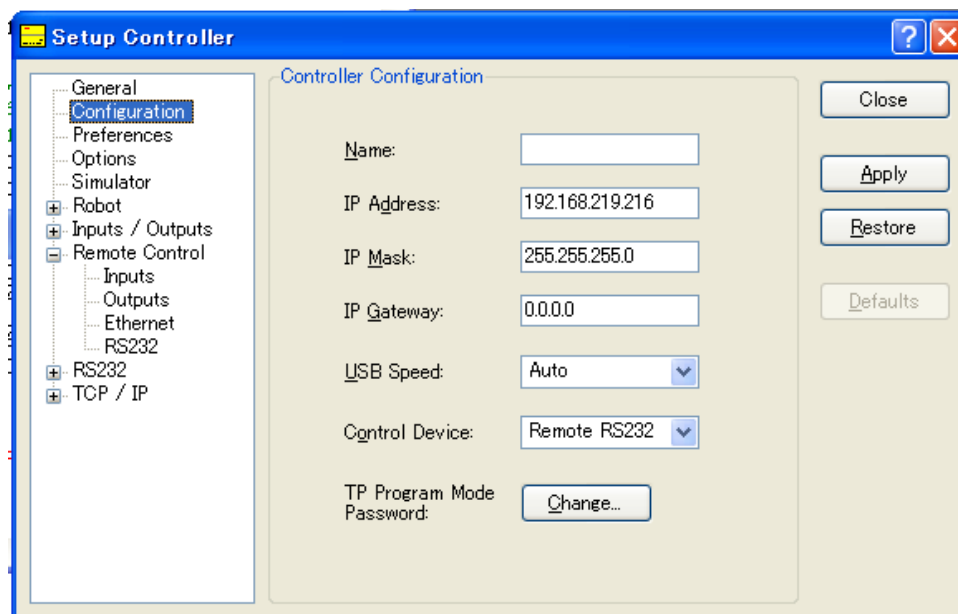 Setup Controller
General
Configuration
Preferences
Options
Simulator
Robot
Inputs / Outputs
Remote Control
Inputs
Outputs
Ethernet
RS232
RS232
TCP / IP
Controller Configuration
Name:
IP Address: 192.168.219.216
IP Mask: 255.255.255.0
IP Gateway: 0.0.0.0
USB Speed: Auto
Control Device: Remote RS232
TP Program Mode
Password: Change...
Close
Apply
Restore
Defaults